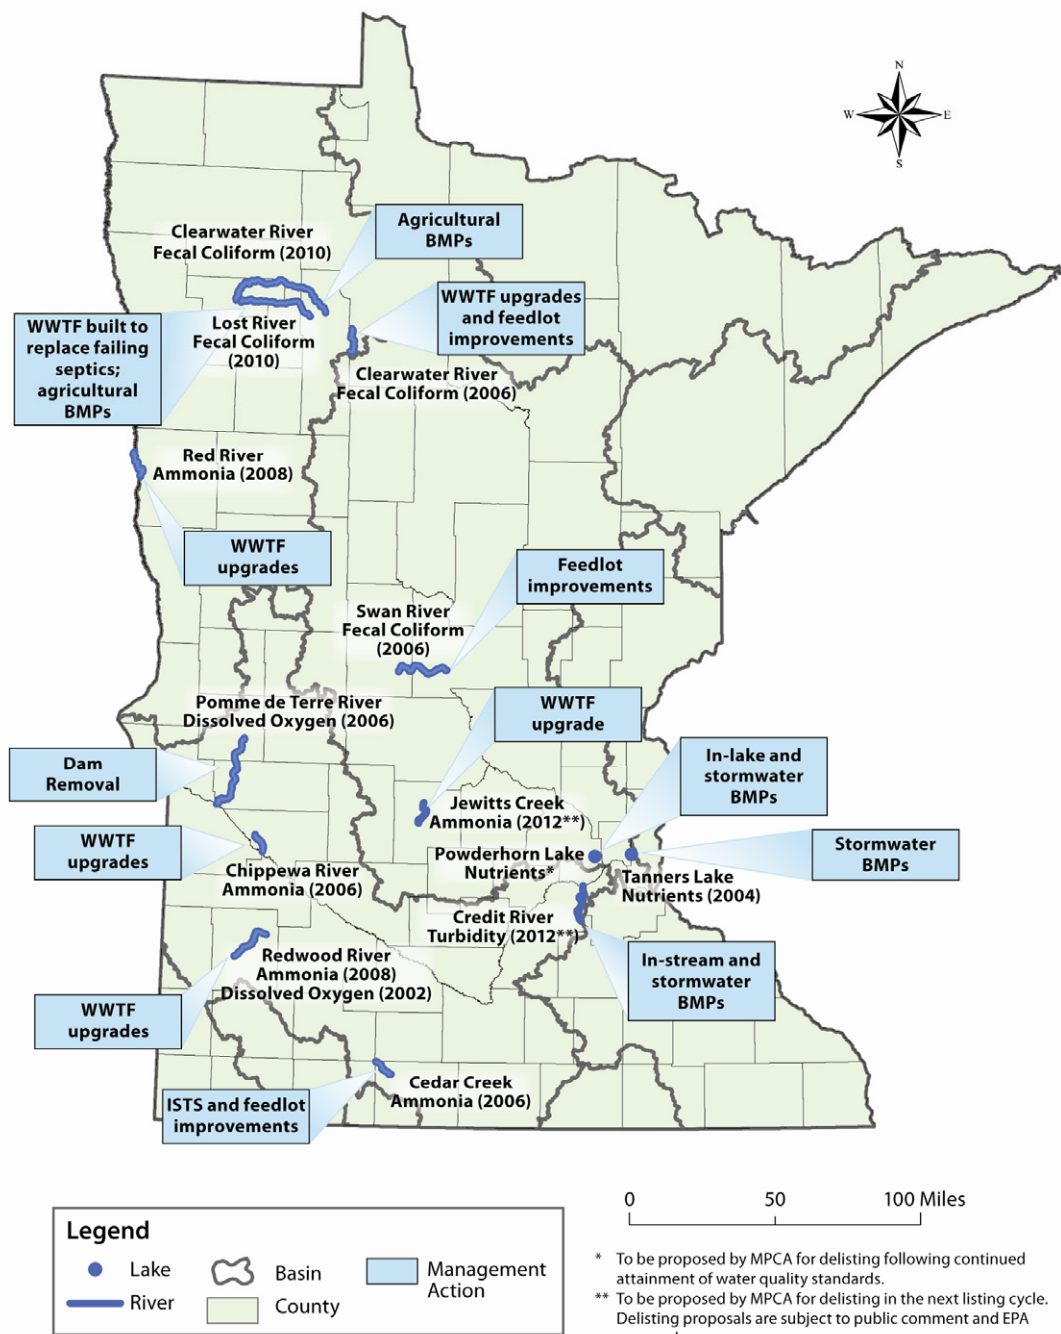 N
W
E
S
Clearwater River
Fecal Coliform (2010)
Agricultural
BMPs
WWTF upgrades
and feedlot
improvements
WWTF built to
replace failing
septics;
agricultural
BMPs
Lost River
Fecal Coliform
(2010)
Clearwater River
Fecal Coliform (2006)
Red River
Ammonia (2008)
WWTF
upgrades
Feedlot
improvements
Swan River
Fecal Coliform
(2006)
Pomme de Terre River
Dissolved Oxygen (2006)
WWTF
upgrade
Dam
Removal
In-lake and
stormwater
BMPs
Jewitts Creek
Ammonia (2012**)
WWTF
upgrades
Chippewa River
Ammonia (2006)
Powderhorn Lake
Nutrients*
Stormwater
BMPs
Tanners Lake
Nutrients (2004)
Credit River
Turbidity (2012**)
Redwood River
Ammonia (2008)
Dissolved Oxygen (2002)
In-stream and
stormwater
BMPs
WWTF
upgrades
Cedar Creek
Ammonia (2006)
ISTS and feedlot
improvements
0 50 100 Miles
Legend
Lake
River
Basin
County
Management
Action
* To be proposed by MPCA for delisting following continued
attainment of water quality standards.
** To be proposed by MPCA for delisting in the next listing cycle.
Delisting proposals are subject to public comment and EPA